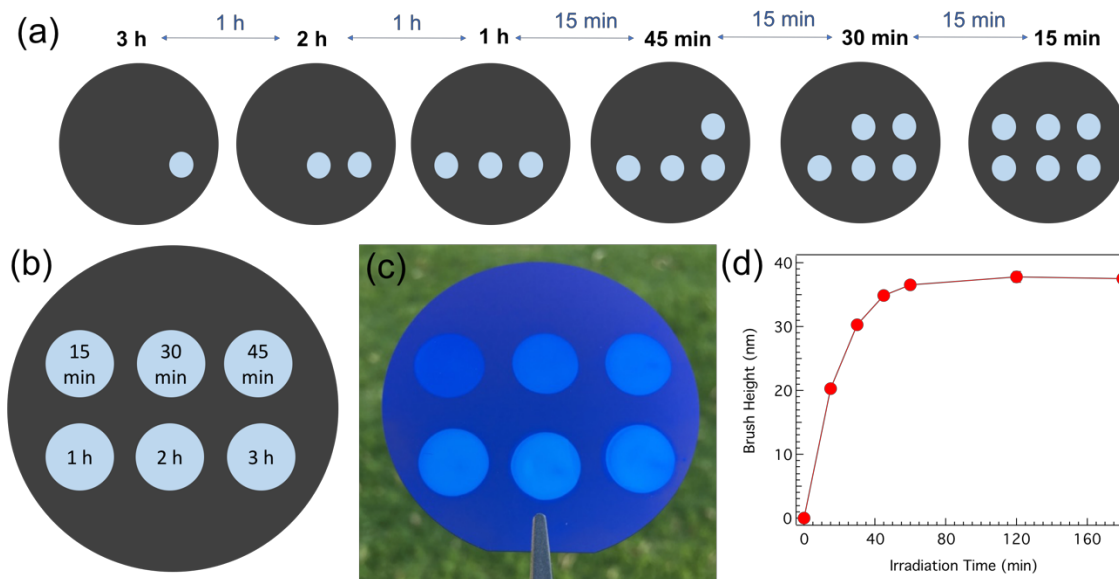 (a)
1 h
1 h
15 min
15 min
15 min
3 h
2 h
1 h
45 min
30 min
15 min
(b)
15
min
30
min
45
min
1 h
2 h
3 h
(c)
(d)
40
30
20
10
0
Brush Height (nm)
0
40
80
120
160
Irradiation Time (min)